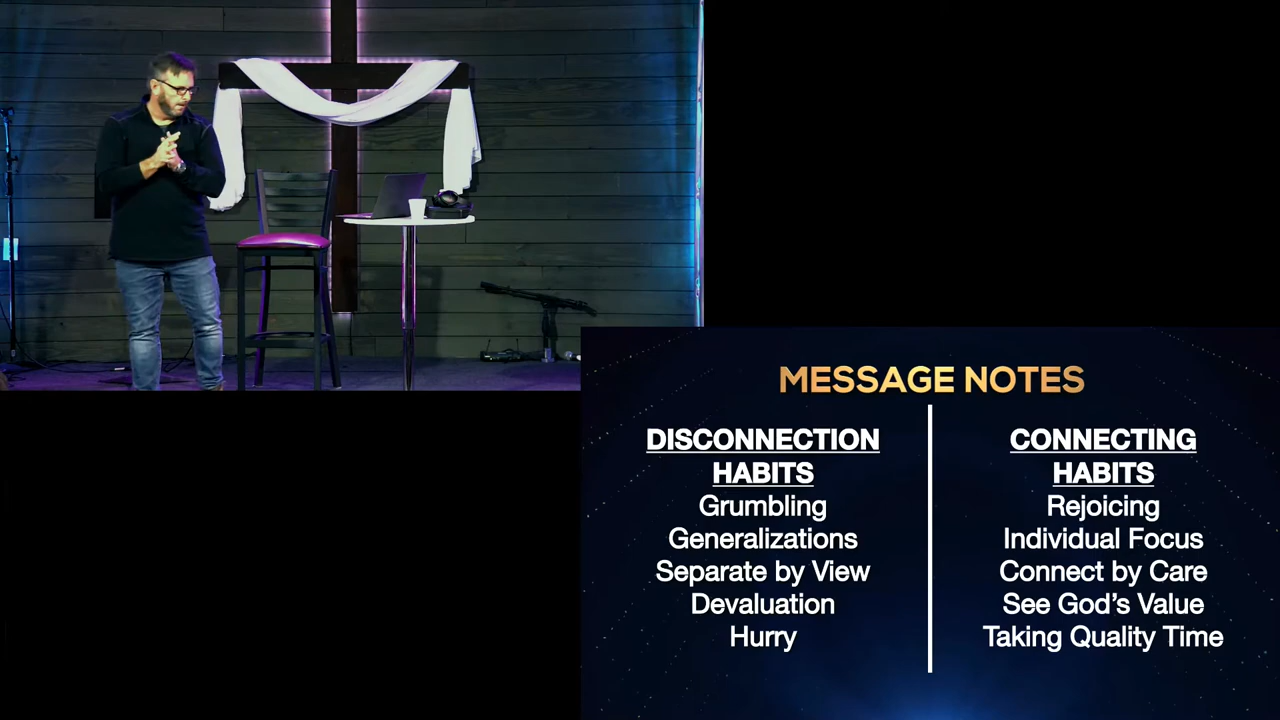 MESSAGE NOTES
DISCONNECTION
HABITS
Grumbling
Generalizations
Separate by View
Devaluation
Hurry
CONNECTING
HABITS
Rejoicing
Individual Focus
Connect by Care
See God's Value
Taking Quality Time